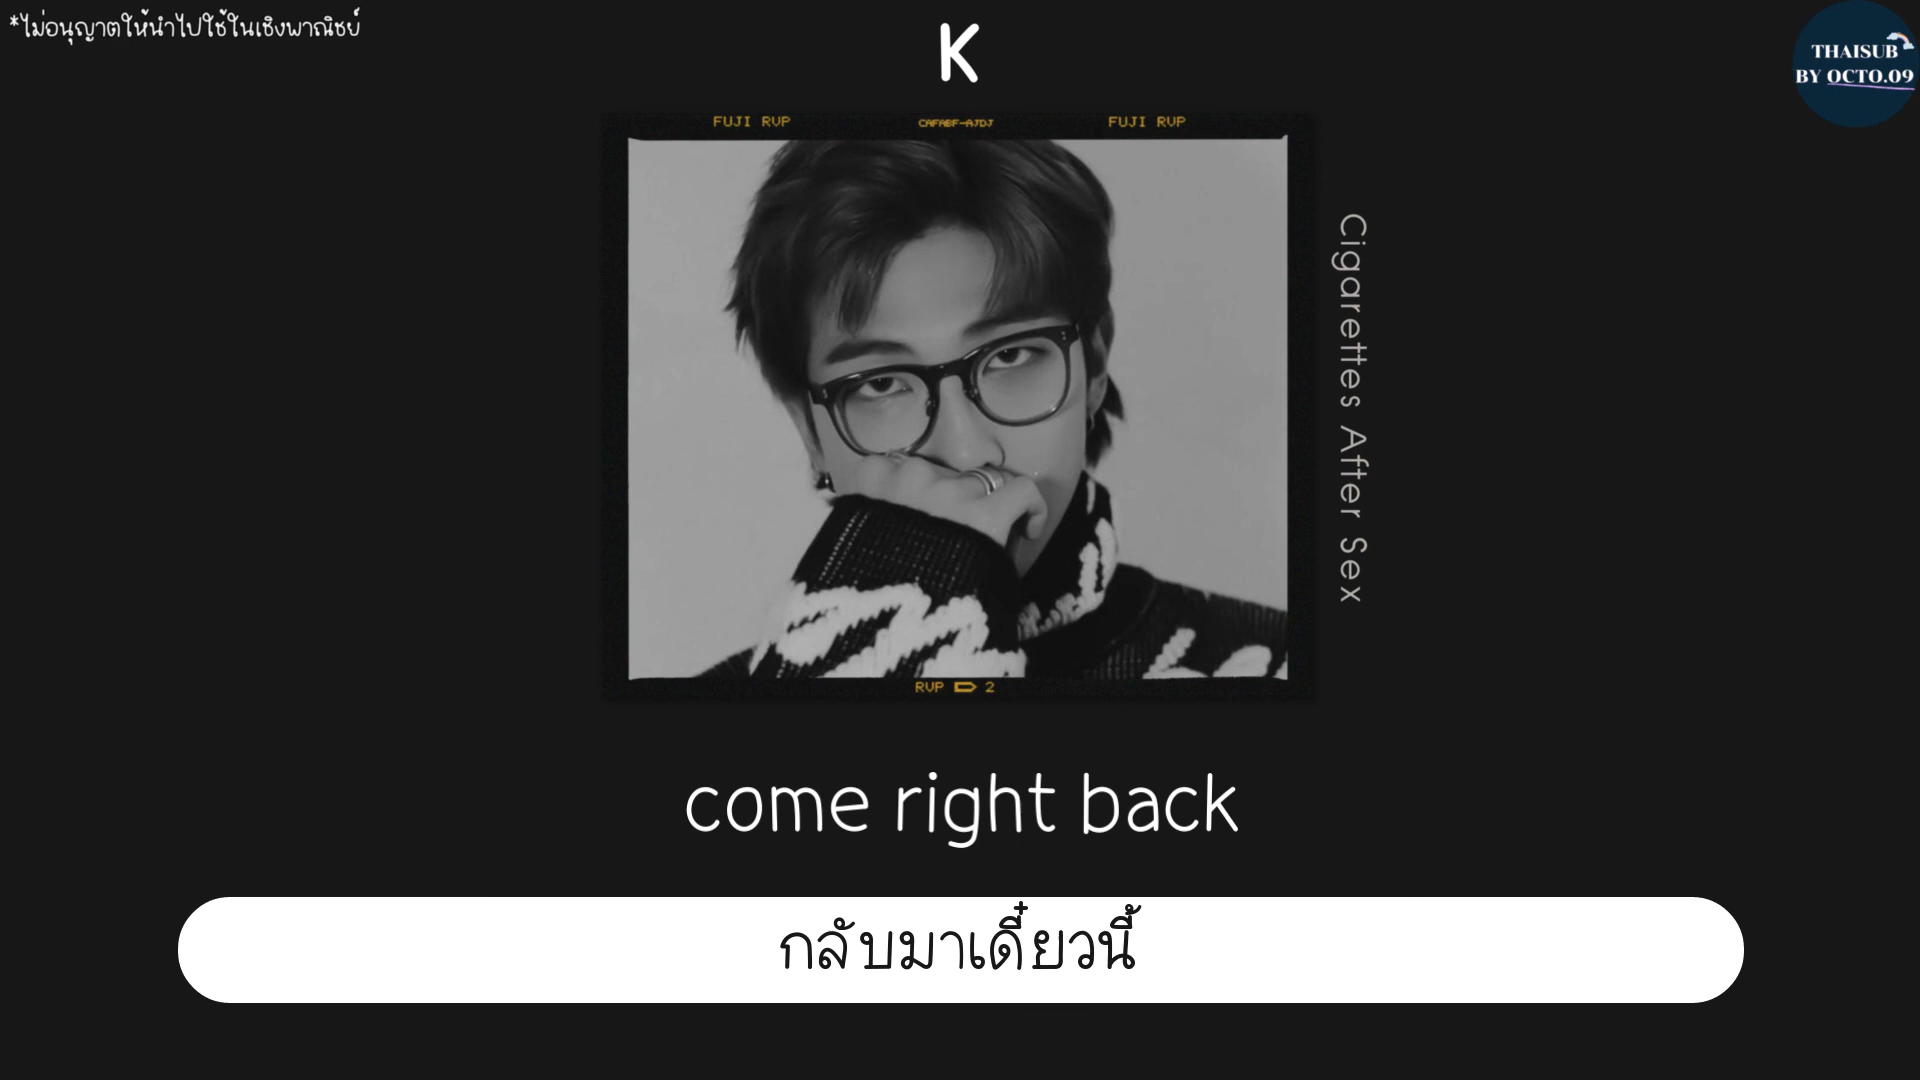 *ไม่อนุญาตให้นำไปใช้ในเชิงพาณิชย์
K
THAISUB
BY OCTO.09
FUJI RVP
CAFABF-AJDJ
FUJI RVP
Cigarettes After Sex
RVP 2
come right back
กลับมาเดี๋ยวนี้